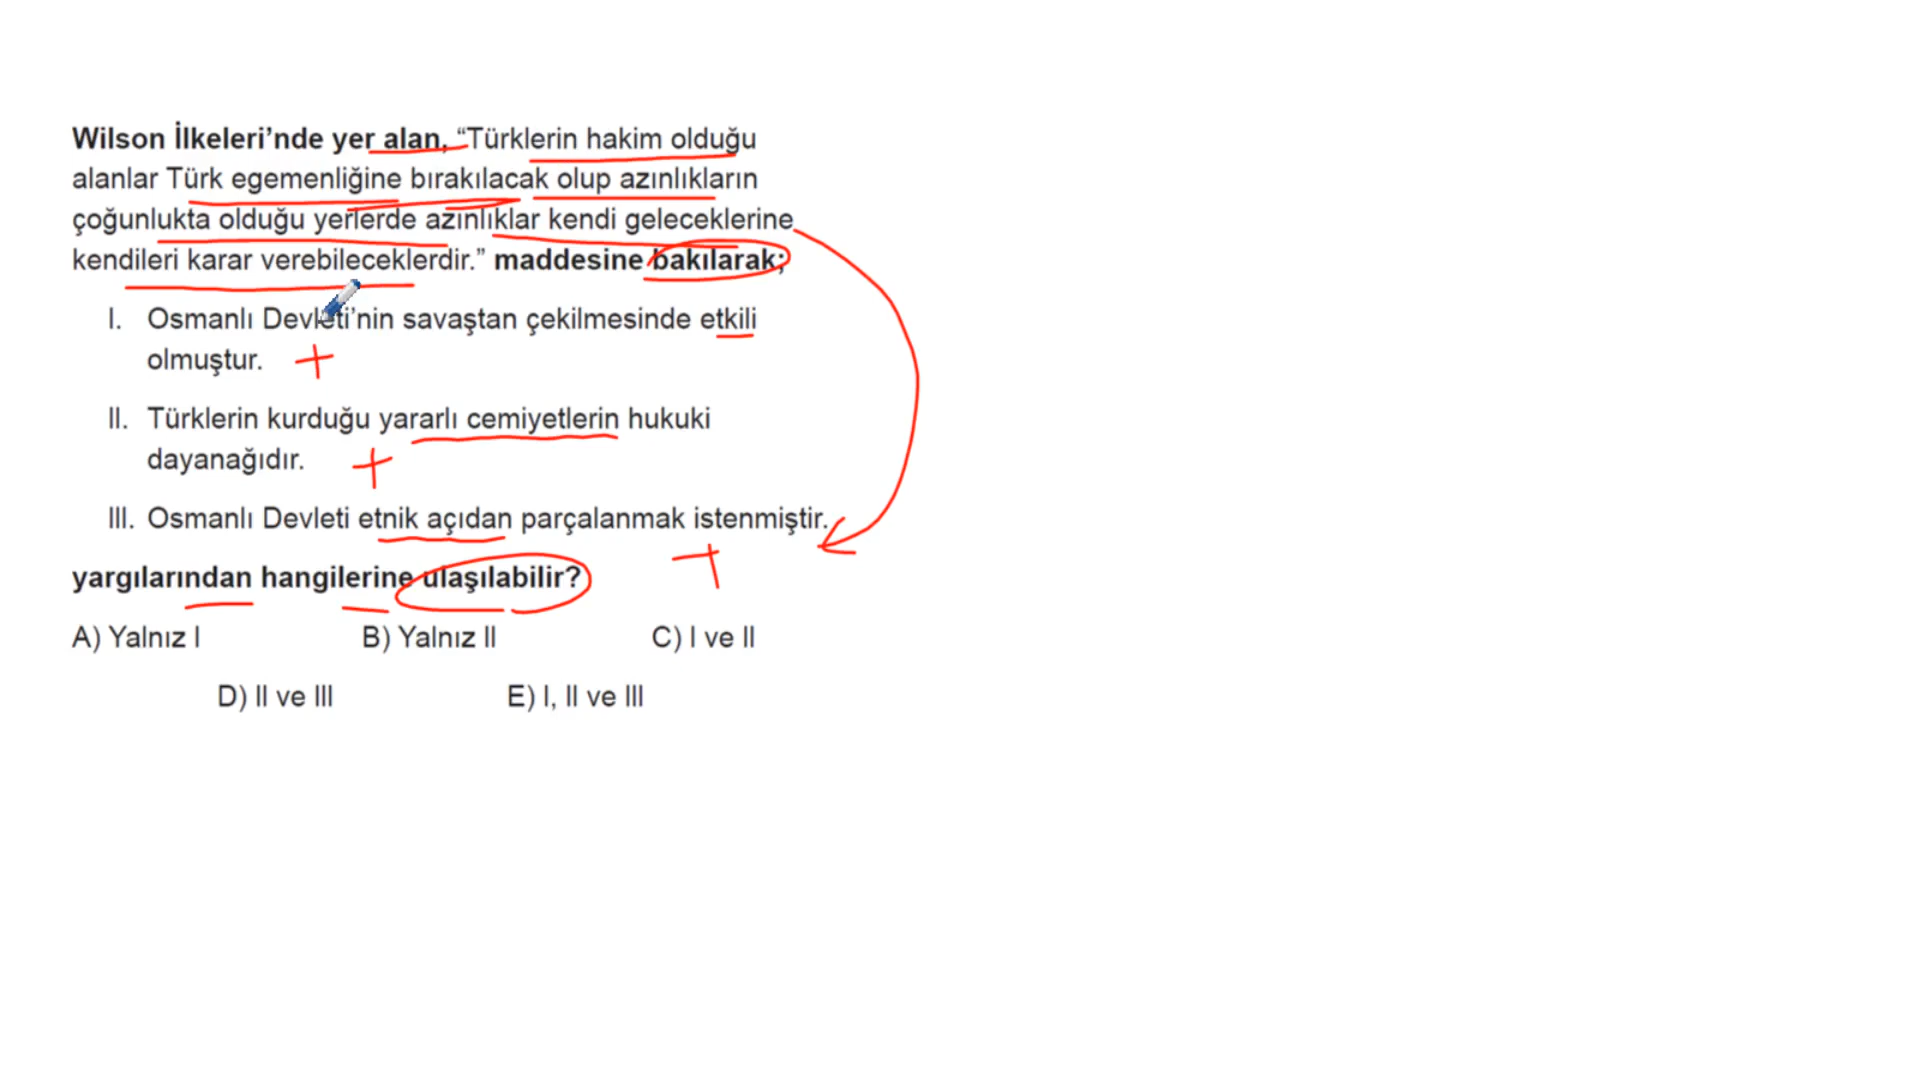 Wilson İlkeleri’nde yer alan, “Türklerin hakim olduğu
alanlar Türk egemenliğine bırakılacak olup azınlıkların
çoğunlukta olduğu yerlerde azınlıklar kendi geleceklerine
kendileri karar verebileceklerdir.” maddesine bakılarak;
I. Osmanlı Devleti’nin savaştan çekilmesinde etkili
olmuştur.
II. Türklerin kurduğu yararlı cemiyetlerin hukuki
dayanağıdır.
III. Osmanlı Devleti etnik açıdan parçalanmak istenmiştir.
yargılarından hangilerine ulaşılabilir?
A) Yalnız I B) Yalnız II C) I ve II
D) II ve III E) I, II ve III